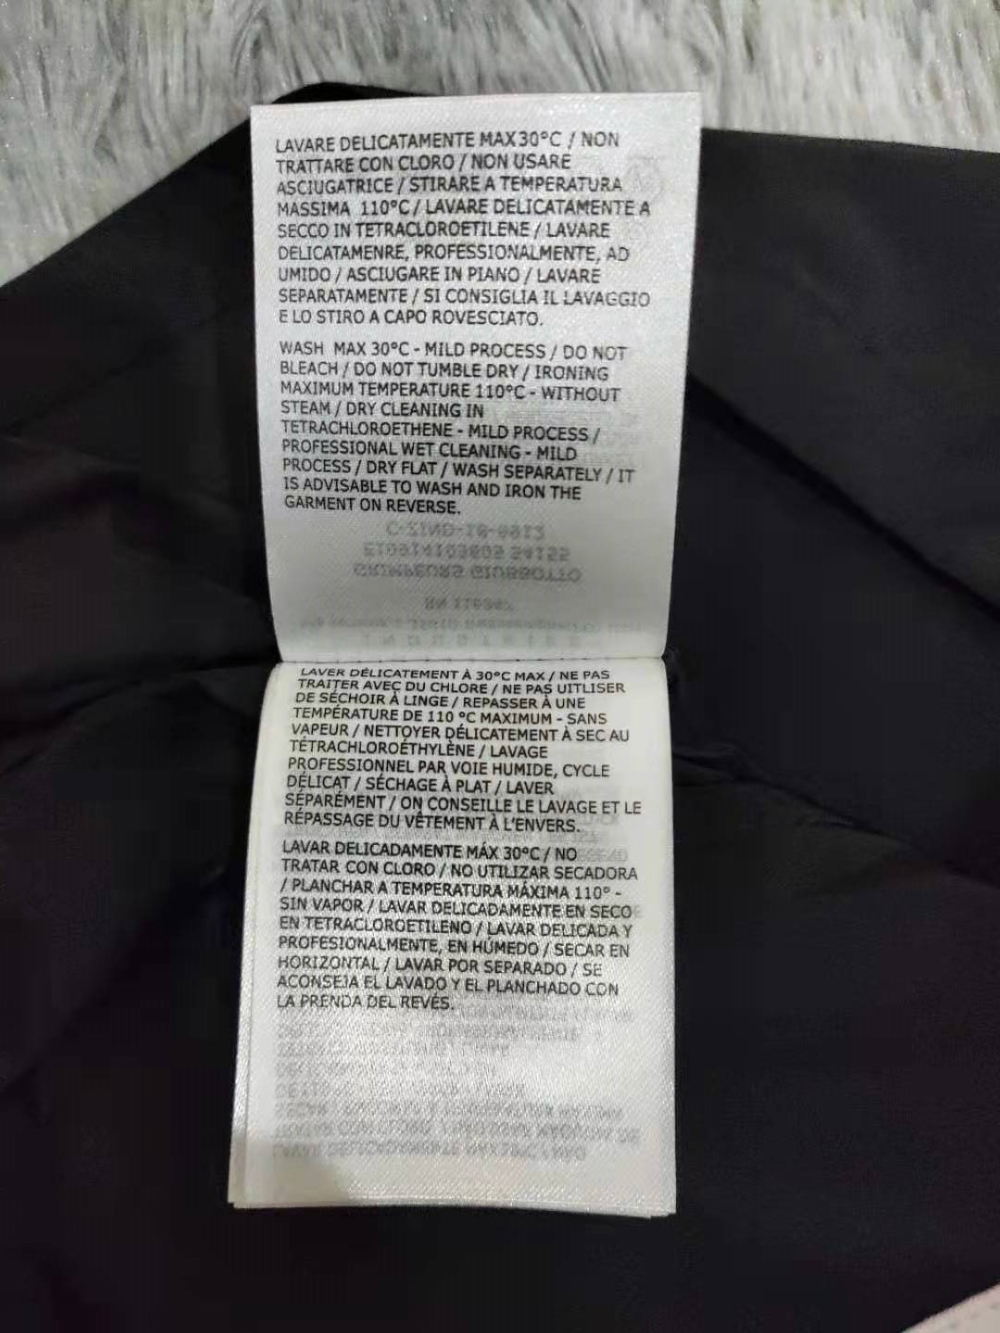 LAVARE DELICATAMENTE MAX30°C / NON
TRATTARE CON CLORO / NON USARE
ASCIUGATRICE / STIRARE A TEMPERATURA
MASSIMA 110°C / LAVARE DELICATAMENTE A
SECCO IN TETRACLOROETILENE / LAVARE
DELICATAMENRE, PROFESSIONALMENTE, AD
UMIDO / ASCIUGARE IN PIANO / LAVARE
SEPARATAMENTE / SI CONSIGLIA IL LAVAGGIO
E LO STIRO A CAPO ROVESCIATO.
WASH MAX 30°C - MILD PROCESS / DO NOT
BLEACH / DO NOT TUMBLE DRY / IRONING
MAXIMUM TEMPERATURE 110°C - WITHOUT
STEAM / DRY CLEANING IN
TETRACHLOROETHENE - MILD PROCESS /
PROFESSIONAL WET CLEANING - MILD
PROCESS / DRY FLAT / WASH SEPARATELY / IT
IS ADVISABLE TO WASH AND IRON THE
GARMENT ON REVERSE.
LAVER DÉLICATEMENT À 30°C MAX / NE PAS
TRAITER AVEC DU CHLORE / NE PAS UITLISER
DE SÉCHOIR À LINGE / REPASSER À UNE
TEMPÉRATURE DE 110 °C MAXIMUM - SANS
VAPEUR / NETTOYER DÉLICATEMENT À SEC AU
TÉTRACHLOROÉTHYLÈNE / LAVAGE
PROFESSIONNEL PAR VOIE HUMIDE, CYCLE
DÉLICAT / SÉCHAGE À PLAT / LAVER
SÉPARÉMENT / ON CONSEILLE LE LAVAGE ET LE
RÉPASSAGE DU VÊTEMENT À L'ENVERS.
LAVAR DELICADAMENTE MÁX 30°C / NO
TRATAR CON CLORO / NO UTILIZAR SECADORA
/ PLANCHAR A TEMPERATURA MÁXIMA 110° -
SIN VAPOR / LAVAR DELICADAMENTE EN SECO
EN TETRACLOROETILENO / LAVAR DELICADA Y
PROFESIONALMENTE, EN HÚMEDO / SECAR EN
HORIZONTAL / LAVAR POR SEPARADO / SE
ACONSEJA EL LAVADO Y EL PLANCHADO CON
LA PRENDA DEL REVÉS.